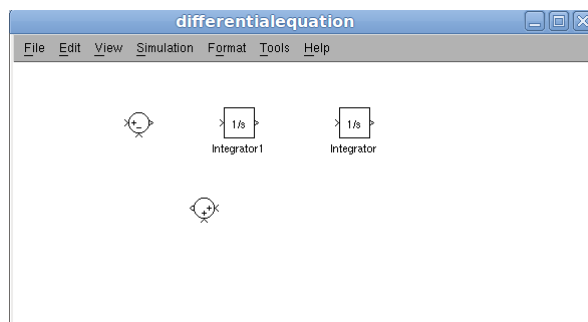 differentialequation
File Edit View Simulation Format Tools Help
+ −
1/s
1/s
Integrator1
Integrator
+ +